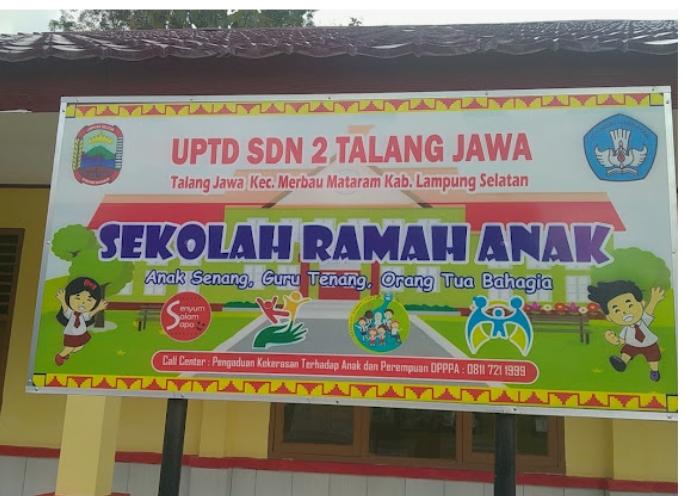 UPTD SDN 2 TALANG JAWA
Talang Jawa Kec. Merbau Mataram Kab. Lampung Selatan
SEKOLAH RAMAH ANAK
Anak Senang, Guru Tenang, Orang Tua Bahagia
Senyum
Salam
Sapa
Call Center : Pengaduan Kekerasan Terhadap Anak dan Perempuan DPPPA : 0811 721 1999